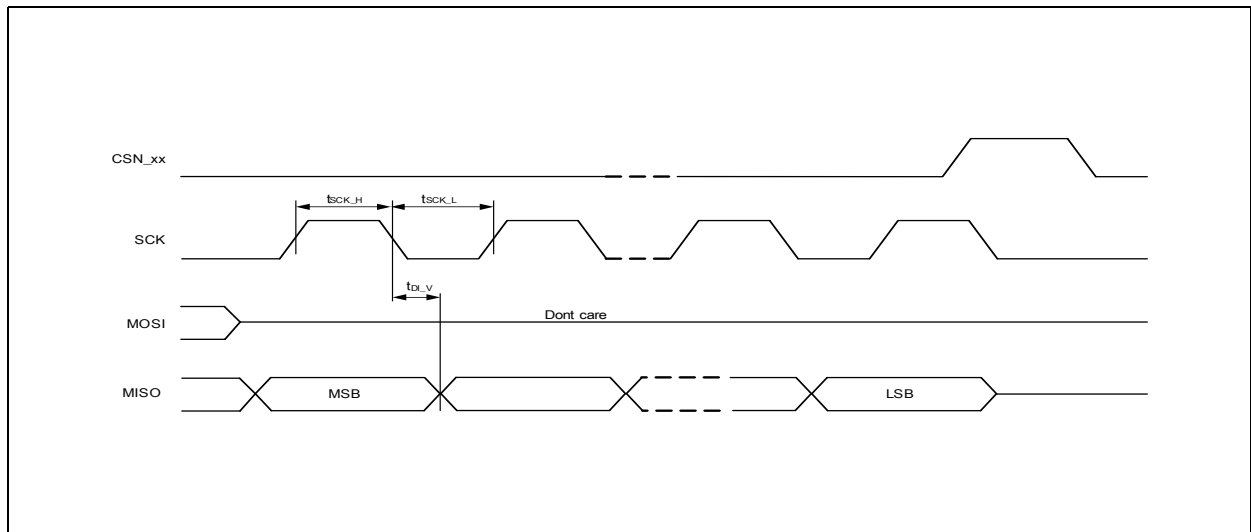 CSN_xx
tSCK_H tSCK_L
SCK
tDI_V
Dont care
MOSI
MISO MSB LSB